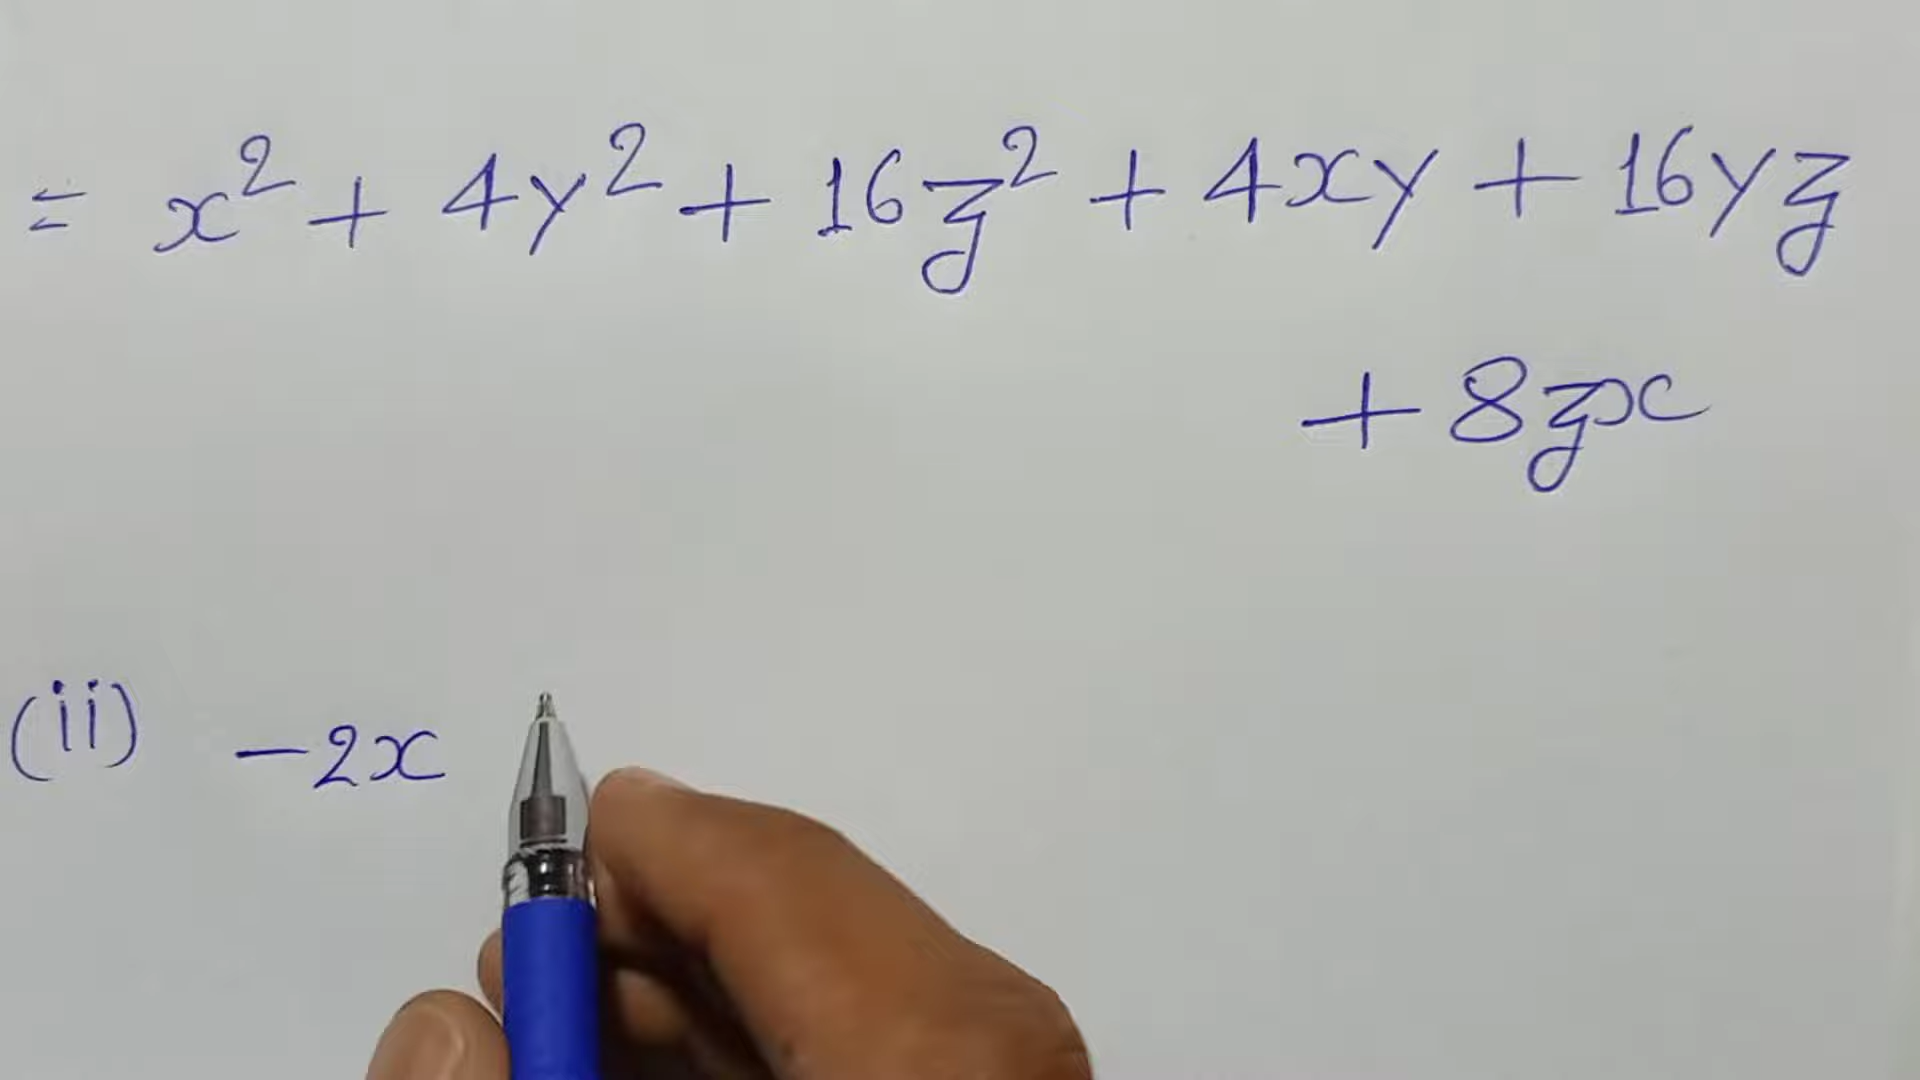 = x² + 4y² + 16z² + 4xy + 16yz
+ 8zx
(ii) -2x